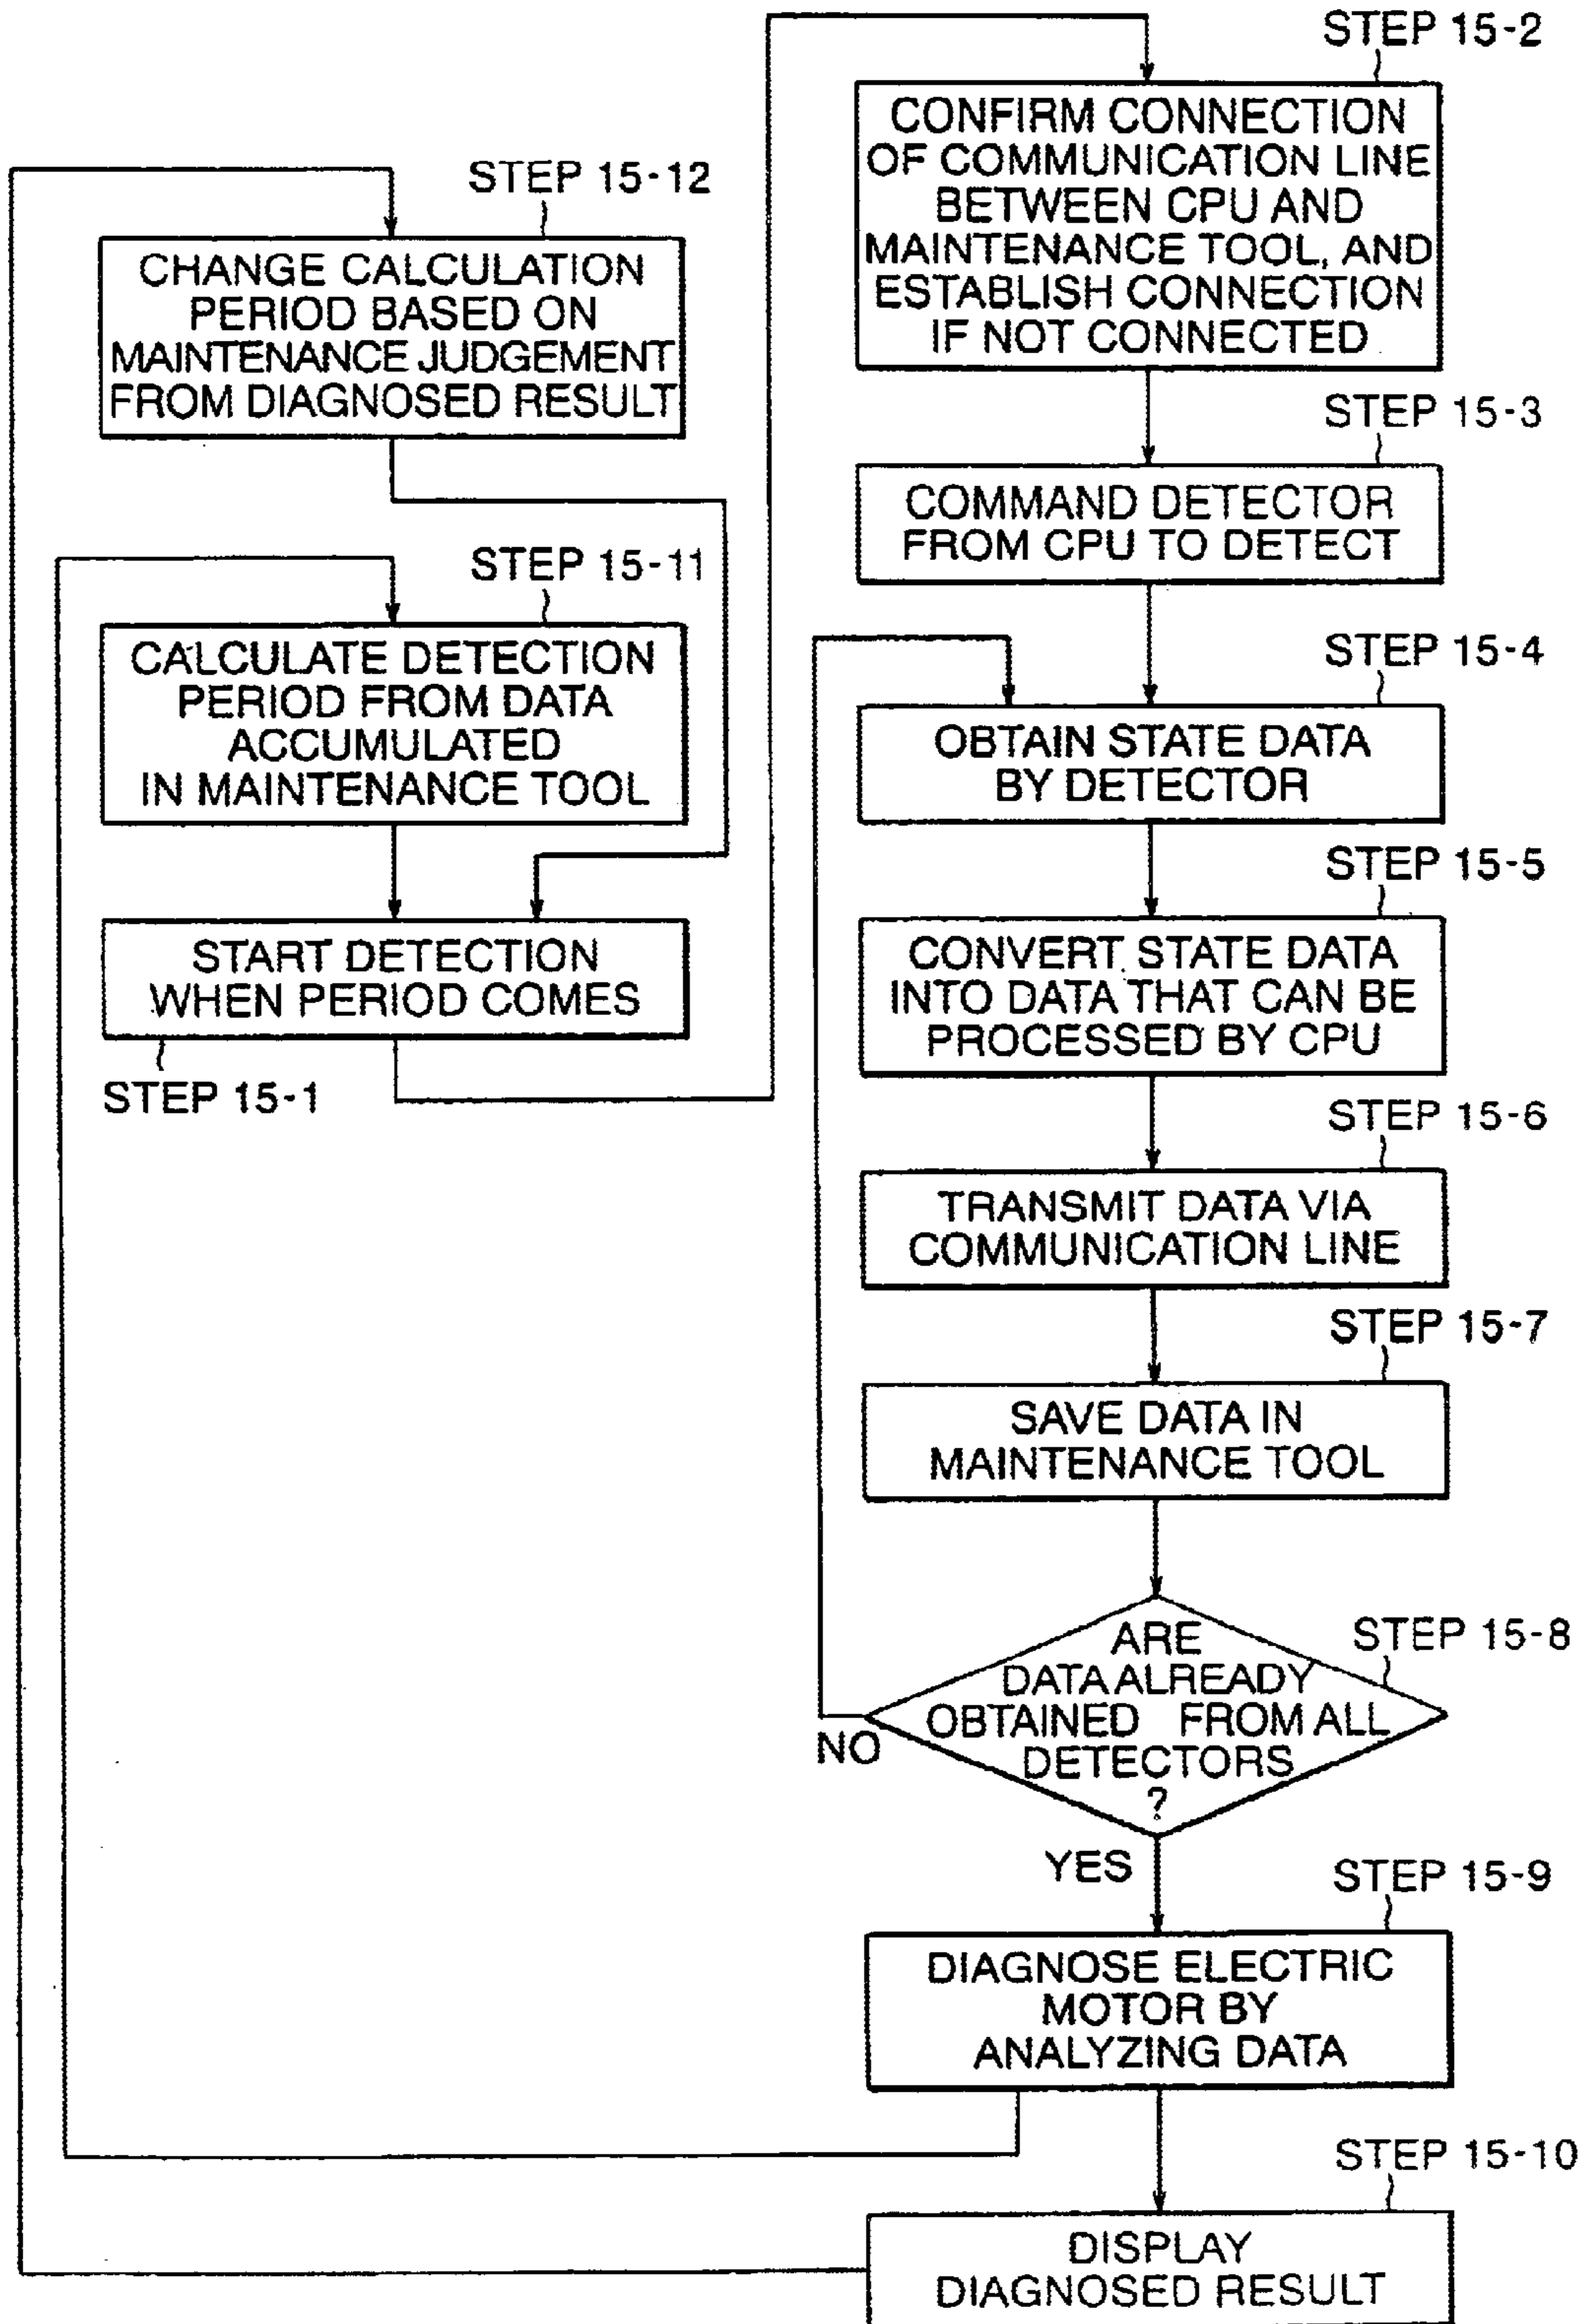 STEP 15-12
CHANGE CALCULATION
PERIOD BASED ON
MAINTENANCE JUDGEMENT
FROM DIAGNOSED RESULT
STEP 15-11
CALCULATE DETECTION
PERIOD FROM DATA
ACCUMULATED
IN MAINTENANCE TOOL
START DETECTION
WHEN PERIOD COMES
STEP 15-1
STEP 15-2
CONFIRM CONNECTION
OF COMMUNICATION LINE
BETWEEN CPU AND
MAINTENANCE TOOL, AND
ESTABLISH CONNECTION
IF NOT CONNECTED
STEP 15-3
COMMAND DETECTOR
FROM CPU TO DETECT
STEP 15-4
OBTAIN STATE DATA
BY DETECTOR
STEP 15-5
CONVERT STATE DATA
INTO DATA THAT CAN BE
PROCESSED BY CPU
STEP 15-6
TRANSMIT DATA VIA
COMMUNICATION LINE
STEP 15-7
SAVE DATA IN
MAINTENANCE TOOL
STEP 15-8
ARE
DATA ALREADY
OBTAINED FROM ALL
DETECTORS
?
NO
YES
STEP 15-9
DIAGNOSE ELECTRIC
MOTOR BY
ANALYZING DATA
STEP 15-10
DISPLAY
DIAGNOSED RESULT